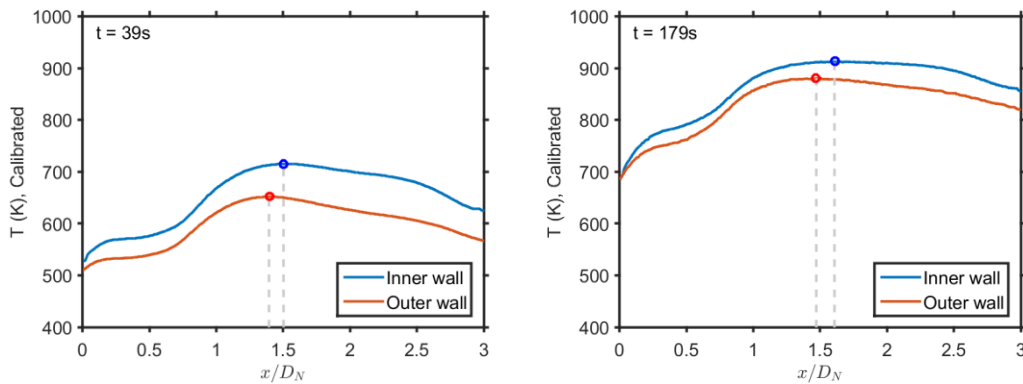 t = 39s
1000
900
800
700
600
500
400
T (K), Calibrated
0 0.5 1 1.5 2 2.5 3
x/D_N
Inner wall
Outer wall
t = 179s
1000
900
800
700
600
500
400
T (K), Calibrated
0 0.5 1 1.5 2 2.5 3
x/D_N
Inner wall
Outer wall